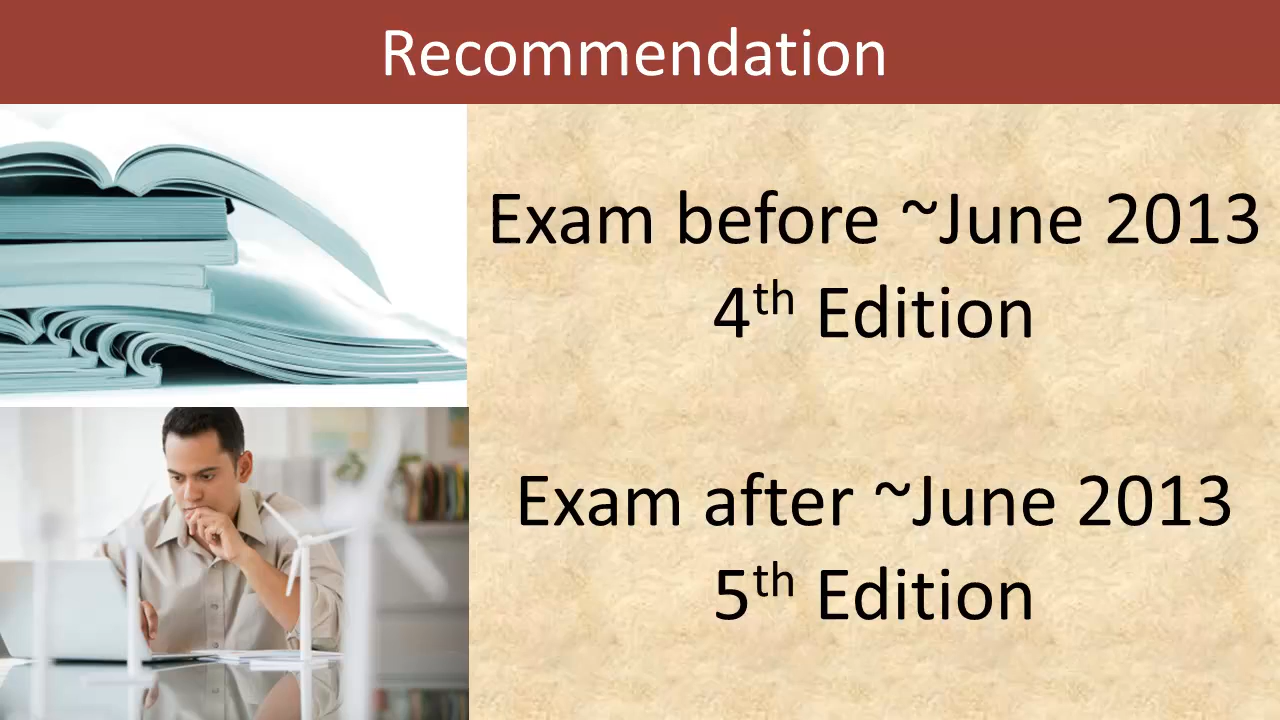 Recommendation
Exam before ~June 2013
4th Edition
Exam after ~June 2013
5th Edition